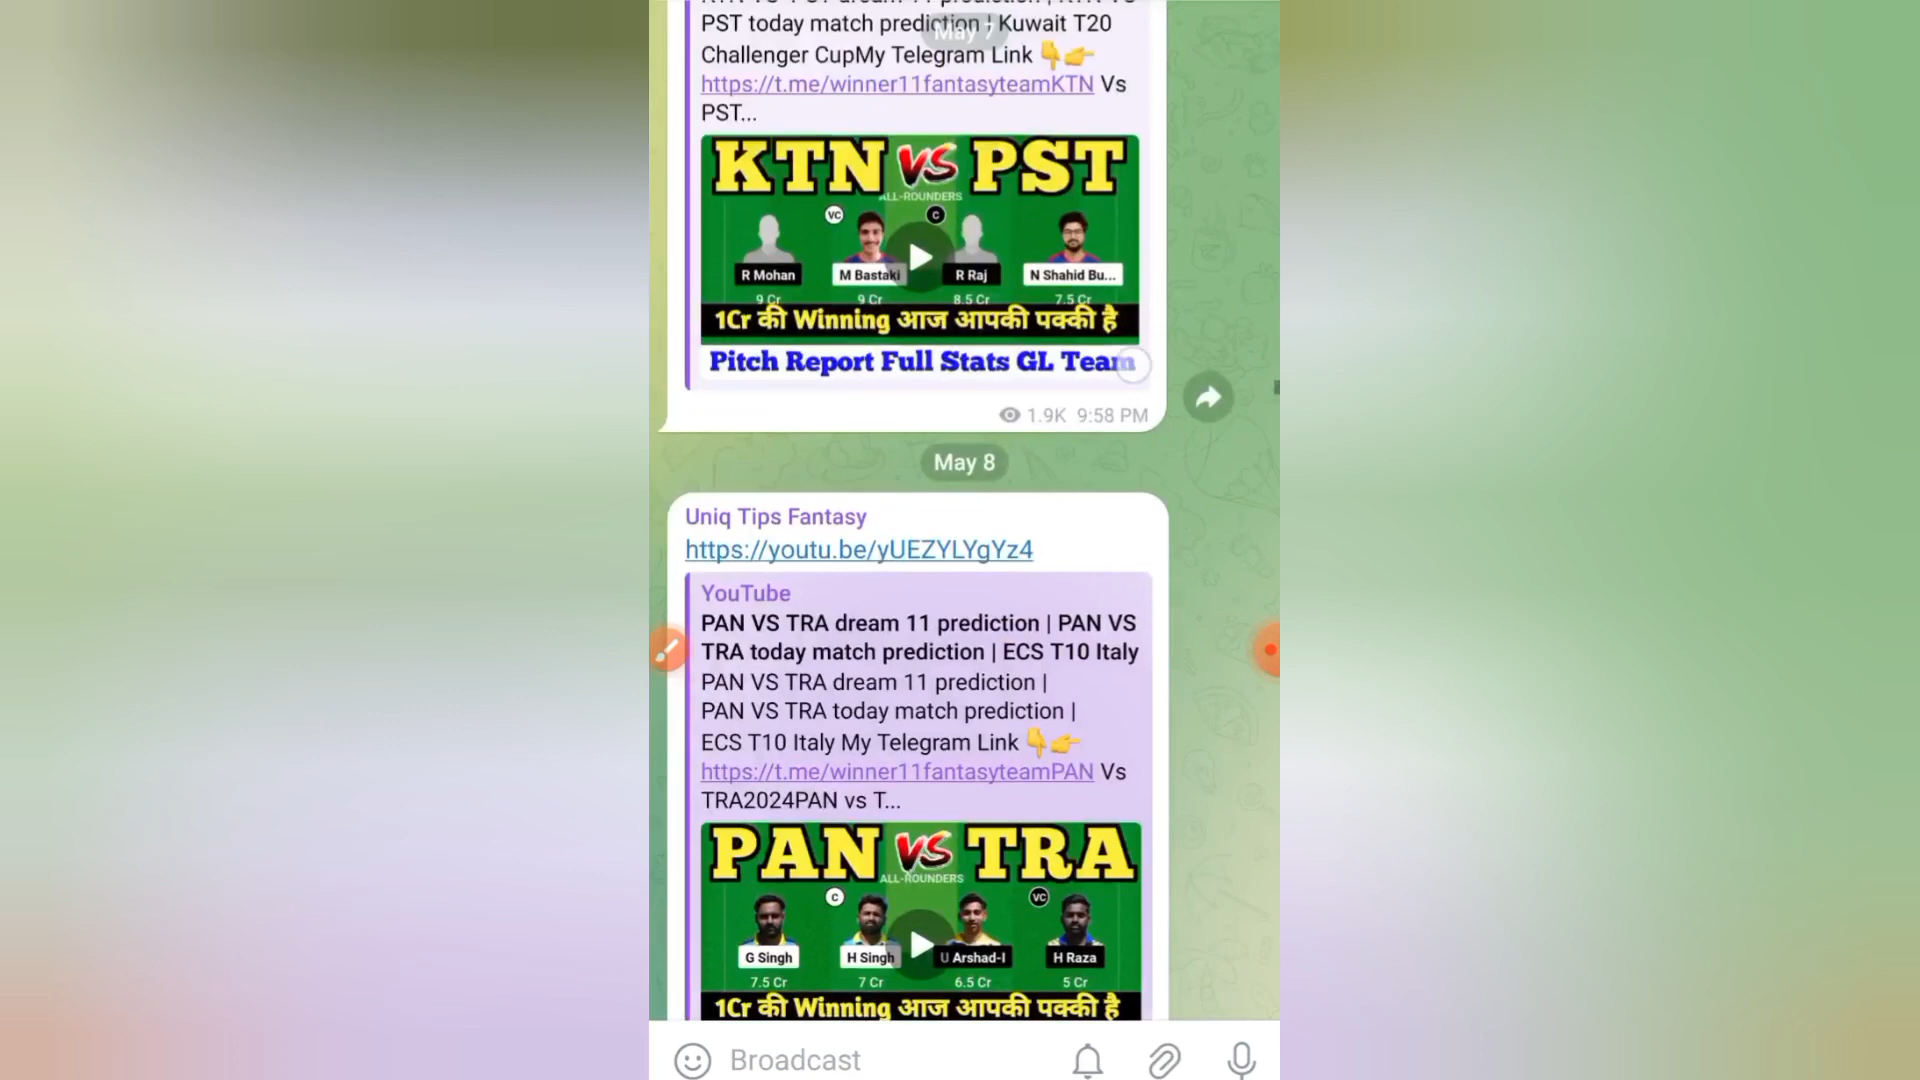 PST today match prediction | Kuwait T20
May 7
Challenger CupMy Telegram Link 👇👉
https://t.me/winner11fantasyteamKTN Vs
PST...
KTN VS PST
ALL-ROUNDERS
VC C
R Mohan M Bastaki R Raj N Shahid Bu...
9 Cr 9 Cr 8.5 Cr 7.5 Cr
1Cr की Winning आज आपकी पक्की है
Pitch Report Full Stats GL Team
1.9K 9:58 PM
May 8
Uniq Tips Fantasy
https://youtu.be/yUEZYLYgYz4
YouTube
PAN VS TRA dream 11 prediction | PAN VS
TRA today match prediction | ECS T10 Italy
PAN VS TRA dream 11 prediction |
PAN VS TRA today match prediction |
ECS T10 Italy My Telegram Link 👇👉
https://t.me/winner11fantasyteamPAN Vs
TRA2024PAN vs T...
PAN VS TRA
ALL-ROUNDERS
C VC
G Singh H Singh U Arshad-I H Raza
7.5 Cr 7 Cr 6.5 Cr 5 Cr
1Cr की Winning आज आपकी पक्की है
Broadcast